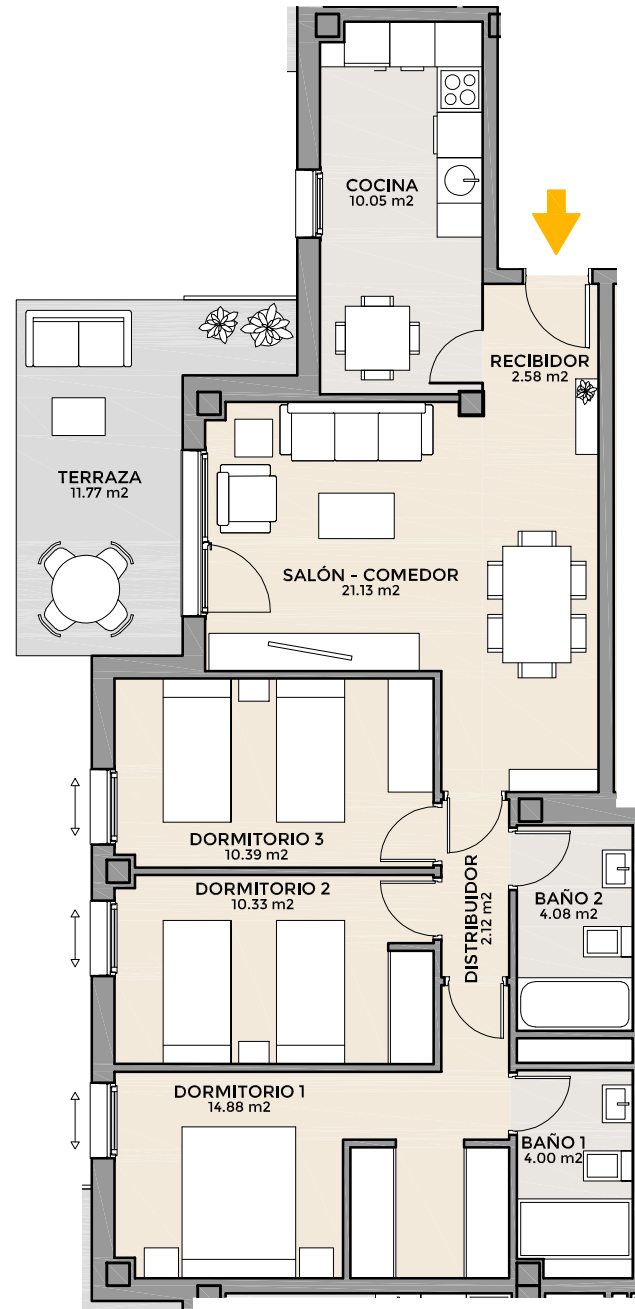 COCINA
10.05 m2
RECIBIDOR
2.58 m2
TERRAZA
11.77 m2
SALÓN - COMEDOR
21.13 m2
DORMITORIO 3
10.39 m2
DORMITORIO 2
10.33 m2
DISTRIBUIDOR
2.12 m2
BAÑO 2
4.08 m2
DORMITORIO 1
14.88 m2
BAÑO 1
4.00 m2